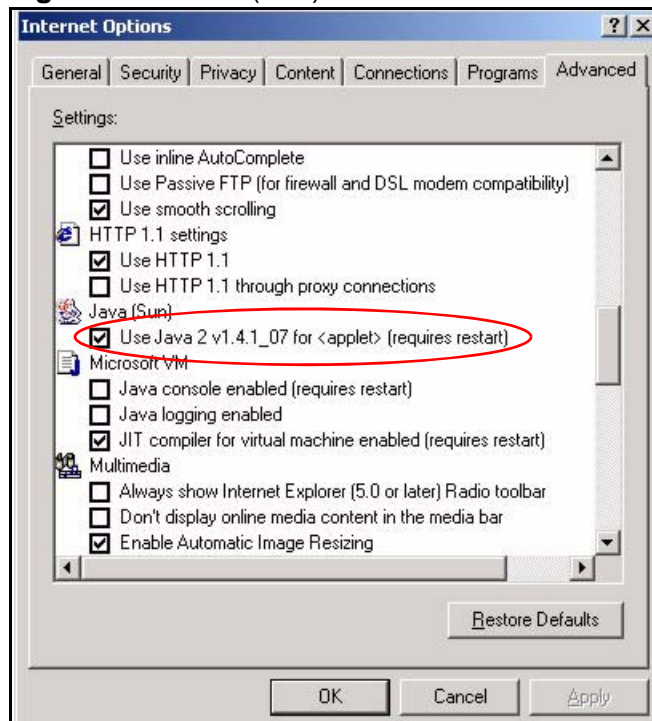 Internet Options
General Security Privacy Content Connections Programs Advanced
Settings:
Use inline AutoComplete
Use Passive FTP (for firewall and DSL modem compatibility)
Use smooth scrolling
HTTP 1.1 settings
Use HTTP 1.1
Use HTTP 1.1 through proxy connections
Java (Sun)
Use Java 2 v1.4.1_07 for <applet> (requires restart)
Microsoft VM
Java console enabled (requires restart)
Java logging enabled
JIT compiler for virtual machine enabled (requires restart)
Multimedia
Always show Internet Explorer (5.0 or later) Radio toolbar
Don't display online media content in the media bar
Enable Automatic Image Resizing
Restore Defaults
OK Cancel Apply